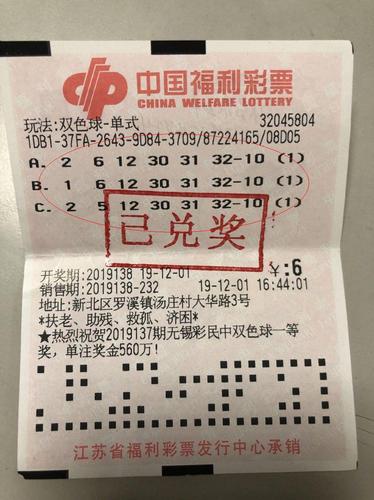 中国福利彩票
CHINA WELFARE LOTTERY
玩法:双色球-单式 32045804
1DB1-37FA-2643-9D84-3709/87224165/08D05
A. 2 6 12 30 31 32-10 (1)
B. 1 6 12 30 31 32-10 (1)
C. 2 5 12 30 31 32-10 (1)
已兑奖
开奖期:2019138 19-12-01 ¥:6
销售期:2019138-232 19-12-01 16:44:01
地址:新北区罗溪镇汤庄村大华路3号
*扶老、助残、救孤、济困*
★热烈祝贺2019137期无锡彩民中双色球一等
奖,单注奖金560万!
江苏省福利彩票发行中心承销